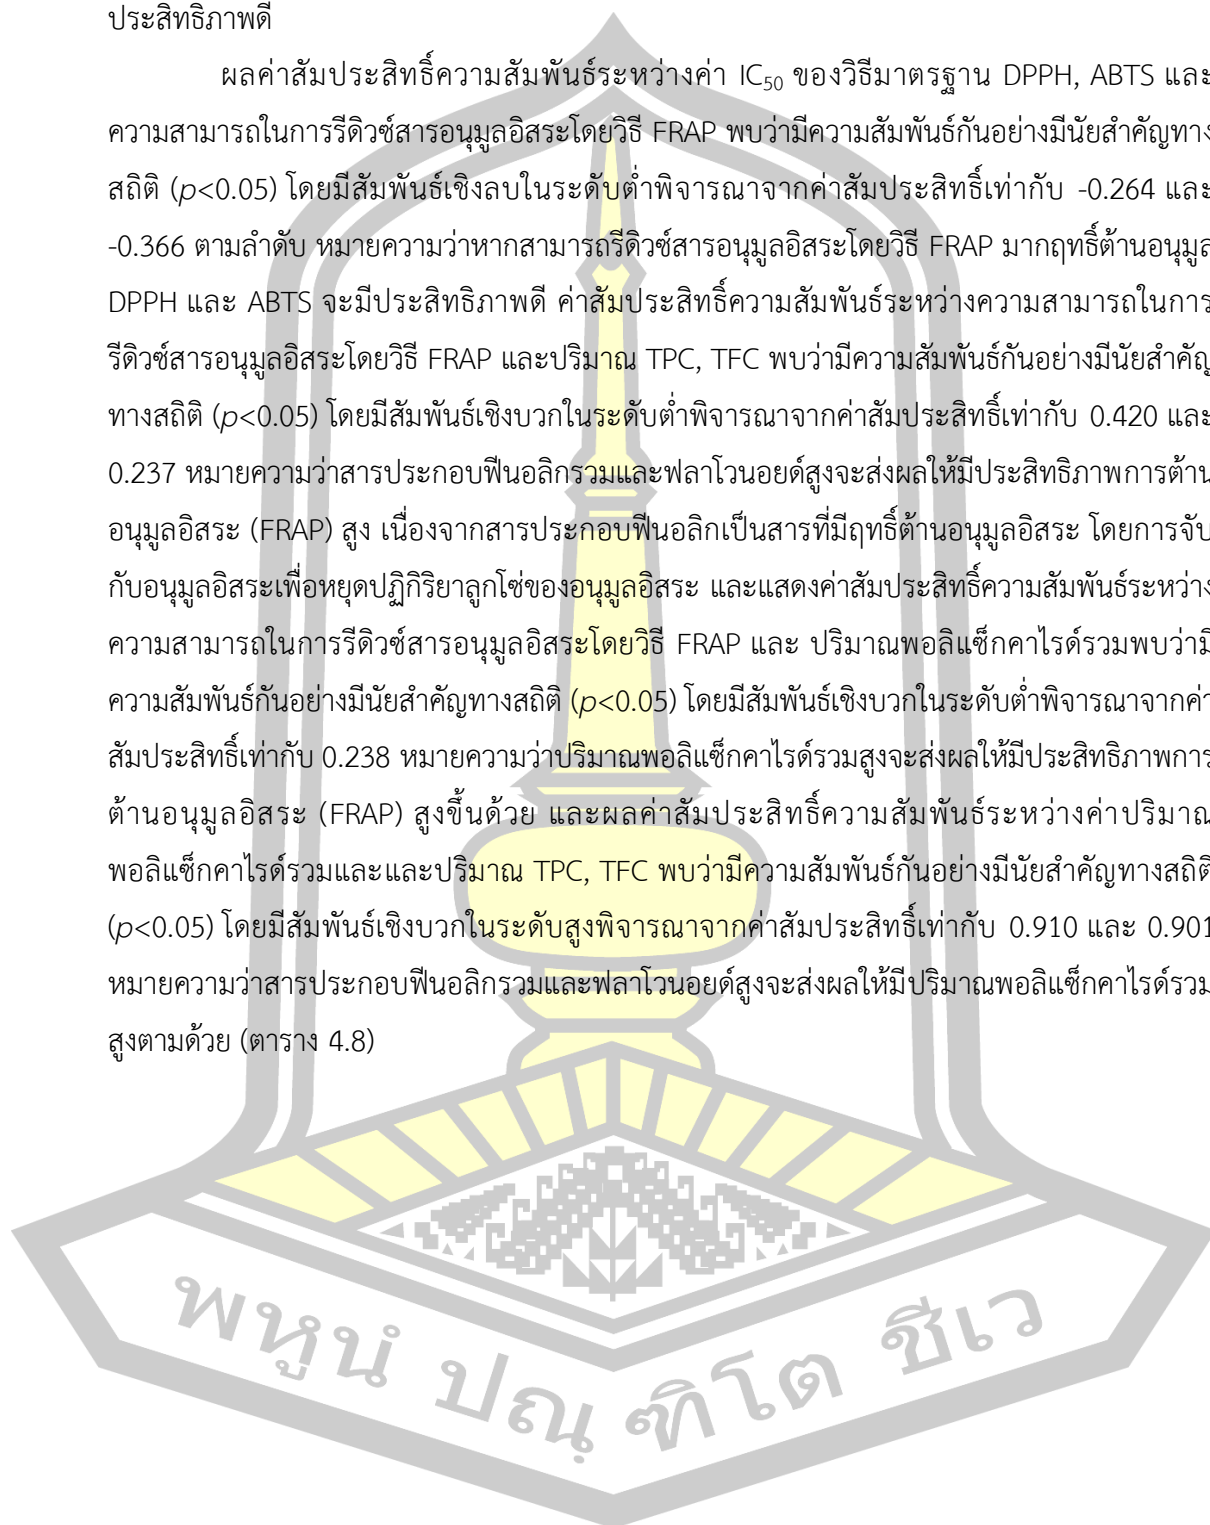 ประสิทธิภาพดี
ผลค่าสัมประสิทธิ์ความสัมพันธ์ระหว่างค่า IC50 ของวิธีมาตรฐาน DPPH, ABTS และ
ความสามารถในการรีดิวซ์สารอนุมูลอิสระโดยวิธี FRAP พบว่ามีความสัมพันธ์กันอย่างมีนัยสำคัญทาง
สถิติ (p<0.05) โดยมีสัมพันธ์เชิงลบในระดับต่ำพิจารณาจากค่าสัมประสิทธิ์เท่ากับ -0.264 และ
-0.366 ตามลำดับ หมายความว่าหากสามารถรีดิวซ์สารอนุมูลอิสระโดยวิธี FRAP มากฤทธิ์ต้านอนุมูล
DPPH และ ABTS จะมีประสิทธิภาพดี ค่าสัมประสิทธิ์ความสัมพันธ์ระหว่างความสามารถในการ
รีดิวซ์สารอนุมูลอิสระโดยวิธี FRAP และปริมาณ TPC, TFC พบว่ามีความสัมพันธ์กันอย่างมีนัยสำคัญ
ทางสถิติ (p<0.05) โดยมีสัมพันธ์เชิงบวกในระดับต่ำพิจารณาจากค่าสัมประสิทธิ์เท่ากับ 0.420 และ
0.237 หมายความว่าสารประกอบฟีนอลิกรวมและฟลาโวนอยด์สูงจะส่งผลให้มีประสิทธิภาพการต้าน
อนุมูลอิสระ (FRAP) สูง เนื่องจากสารประกอบฟีนอลิกเป็นสารที่มีฤทธิ์ต้านอนุมูลอิสระ โดยการจับ
กับอนุมูลอิสระเพื่อหยุดปฏิกิริยาลูกโซ่ของอนุมูลอิสระ และแสดงค่าสัมประสิทธิ์ความสัมพันธ์ระหว่าง
ความสามารถในการรีดิวซ์สารอนุมูลอิสระโดยวิธี FRAP และ ปริมาณพอลิแซ็กคาไรด์รวมพบว่ามี
ความสัมพันธ์กันอย่างมีนัยสำคัญทางสถิติ (p<0.05) โดยมีสัมพันธ์เชิงบวกในระดับต่ำพิจารณาจากค่า
สัมประสิทธิ์เท่ากับ 0.238 หมายความว่าปริมาณพอลิแซ็กคาไรด์รวมสูงจะส่งผลให้มีประสิทธิภาพการ
ต้านอนุมูลอิสระ (FRAP) สูงขึ้นด้วย และผลค่าสัมประสิทธิ์ความสัมพันธ์ระหว่างค่าปริมาณ
พอลิแซ็กคาไรด์รวมและและปริมาณ TPC, TFC พบว่ามีความสัมพันธ์กันอย่างมีนัยสำคัญทางสถิติ
(p<0.05) โดยมีสัมพันธ์เชิงบวกในระดับสูงพิจารณาจากค่าสัมประสิทธิ์เท่ากับ 0.910 และ 0.901
หมายความว่าสารประกอบฟีนอลิกรวมและฟลาโวนอยด์สูงจะส่งผลให้มีปริมาณพอลิแซ็กคาไรด์รวม
สูงตามด้วย (ตาราง 4.8)
พหูนํ ปณฺ ฑิโต ชีเว